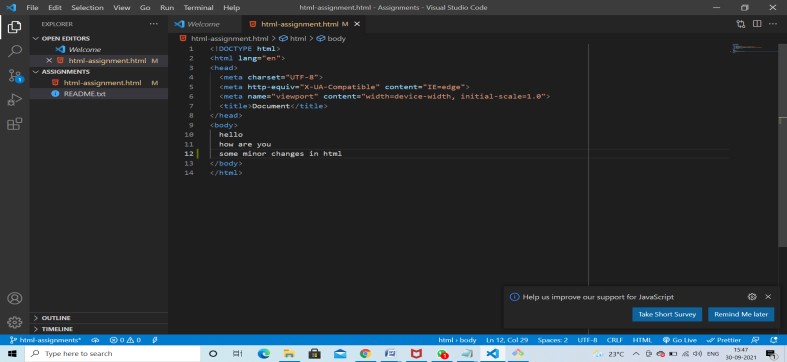 File Edit Selection View Go Run Terminal Help
html-assignment.html - Assignments - Visual Studio Code
EXPLORER ...
Welcome
html-assignment.html M ×
OPEN EDITORS
Welcome
× html-assignment.html M
ASSIGNMENTS
html-assignment.html M
README.txt
html-assignment.html > html > body
1 <!DOCTYPE html>
2 <html lang="en">
3 <head>
4 <meta charset="UTF-8">
5 <meta http-equiv="X-UA-Compatible" content="IE=edge">
6 <meta name="viewport" content="width=device-width, initial-scale=1.0">
7 <title>Document</title>
8 </head>
9 <body>
10 hello
11 how are you
12 some minor changes in html
13 </body>
14 </html>
1
Help us improve our support for JavaScript
Take Short Survey Remind Me later
OUTLINE
TIMELINE
html-assignments* 0 0 html > body Ln 12, Col 29 Spaces: 2 UTF-8 CRLF HTML Go Live Prettier
Type here to search
23°C ENG
15:47
30-09-2021